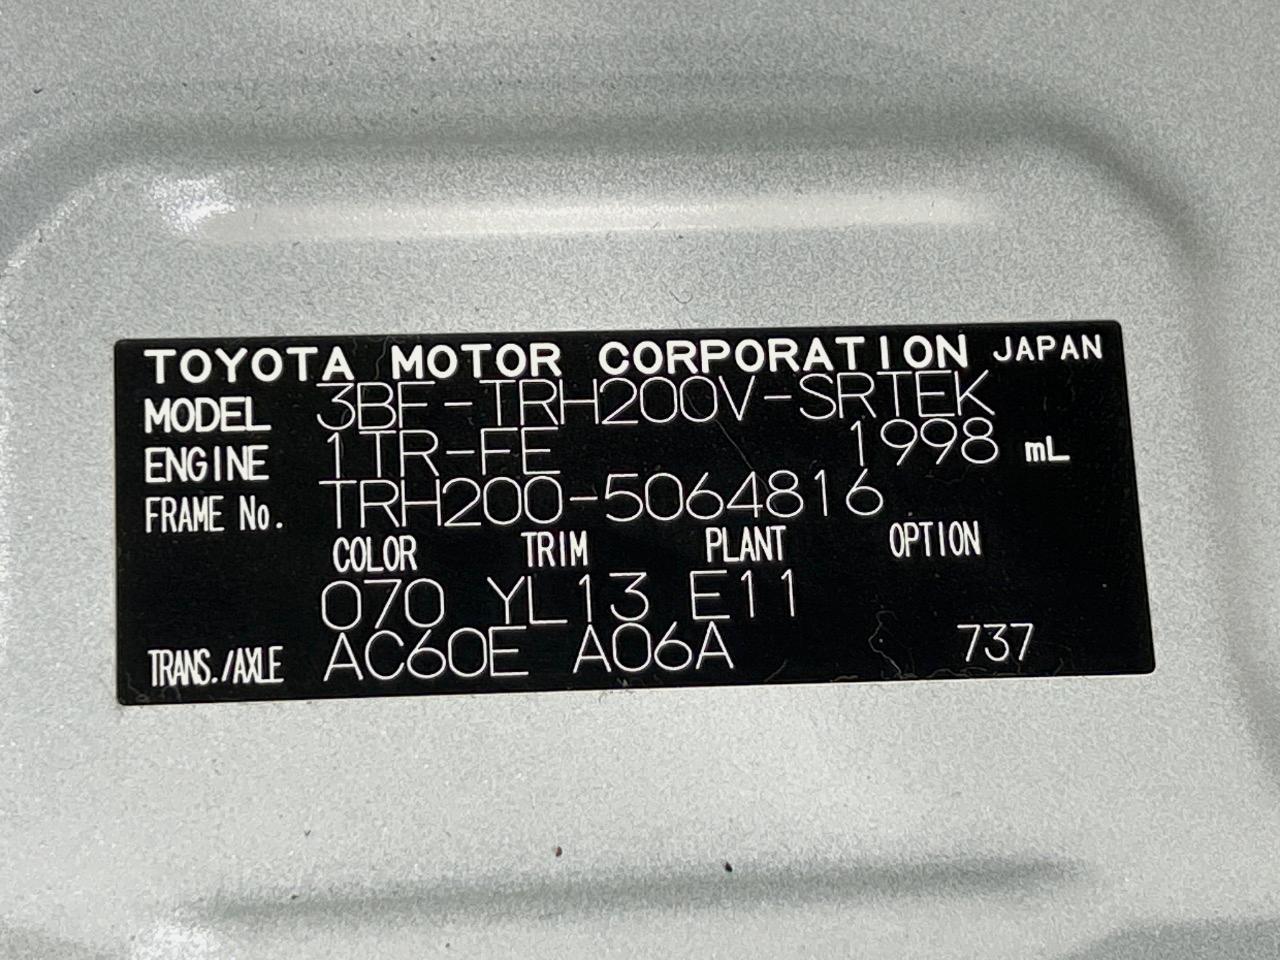 TOYOTA MOTOR CORPORATION JAPAN
MODEL 3BF-TRH200V-SRTEK
ENGINE 1TR-FE 1998 mL
FRAME No. TRH200-5064816
COLOR TRIM PLANT OPTION
070 YL13 E11
TRANS./AXLE AC60E A06A 737